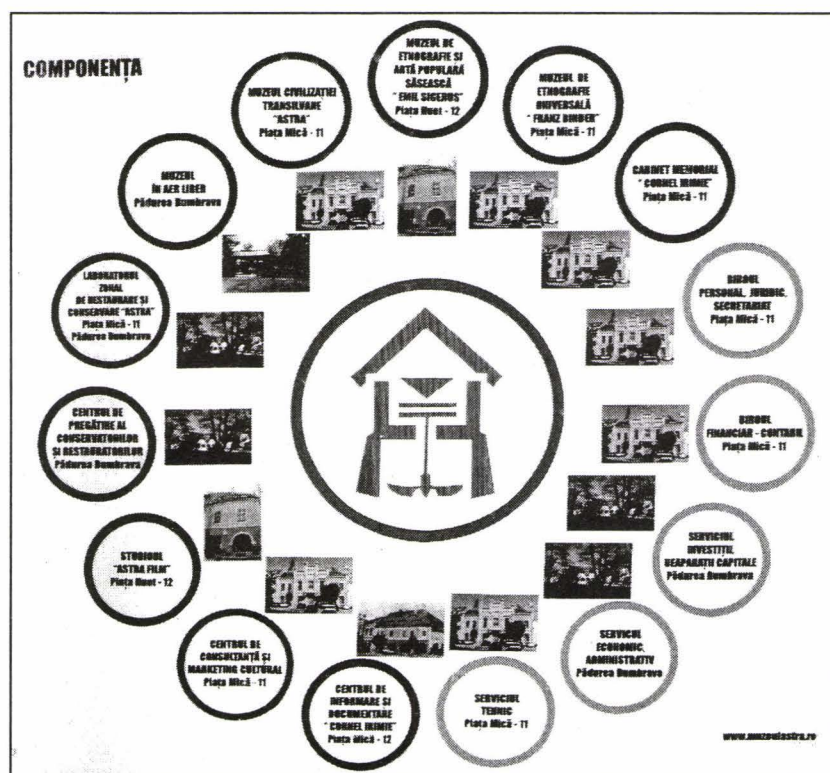 COMPONENȚA
MUZEUL DE
ETNOGRAFIE SI
ARTĂ POPULARĂ
SĂSEASCĂ
" EMIL SIGERUS"
Piața Huet - 12
MUZEUL DE
ETNOGRAFIE
UNIVERSALĂ
" FRANZ BINDER"
Piața Mică - 11
CABINET MEMORIAL
" CORNEL IRIMIE"
Piața Mică - 11
BIROUL
PERSONAL, JURIDIC,
SECRETARIAT
Piața Mică - 11
BIROUL
FINANCIAR - CONTABIL
Piața Mică - 11
SERVICIUL
INVESTIȚII,
REAPARAȚII CAPITALE
Pădurea Dumbrava
SERVICUL
ECONOMIC,
ADMINISTRATIV
Pădurea Dumbrava
SERVICIUL
TEHNIC
Piața Mică - 11
CENTRUL DE
INFORMARE SI
DOCUMENTARE
" CORNEL IRIMIE"
Piața Mică - 12
CENTRUL DE
CONSULTANȚĂ ȘI
MARKETING CULTURAL
Piața Mică - 11
STUDIOUL
"ASTRA FILM"
Piața Huet - 12
CENTRUL DE
PREGĂTIRE AL
CONSERVATORILOR
ȘI RESTAURATORILOR
Pădurea Dumbrava
LABORATORUL
ZONAL
DE RESTAURARE ȘI
CONSERVARE "ASTRA"
Piața Mică - 11
Pădurea Dumbrava
MUZEUL
ÎN AER LIBER
Pădurea Dumbrava
MUZEUL CIVILIZAȚIEI
TRANSILVANE
"ASTRA"
Piața Mică - 11
www.muzeulastra.ro